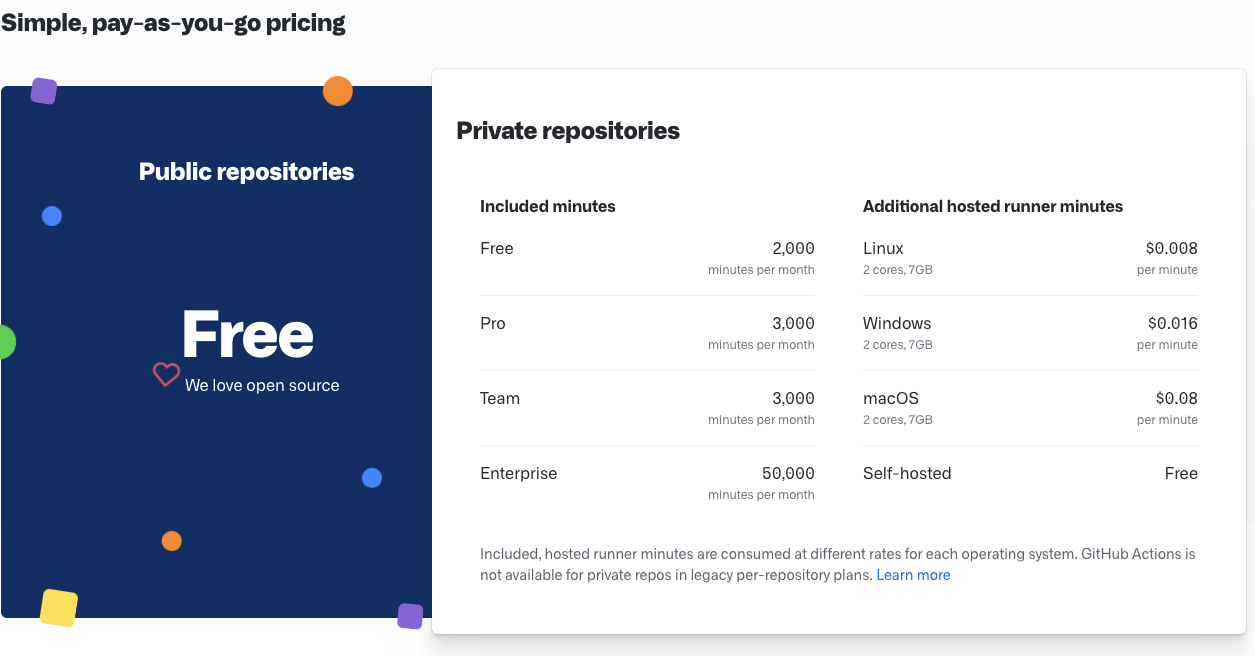 Simple, pay-as-you-go pricing
Public repositories
Free
We love open source
Private repositories
Included minutes
Free 2,000
minutes per month
Pro 3,000
minutes per month
Team 3,000
minutes per month
Enterprise 50,000
minutes per month
Additional hosted runner minutes
Linux $0.008
2 cores, 7GB per minute
Windows $0.016
2 cores, 7GB per minute
macOS $0.08
2 cores, 7GB per minute
Self-hosted Free
Included, hosted runner minutes are consumed at different rates for each operating system. GitHub Actions is
not available for private repos in legacy per-repository plans. Learn more